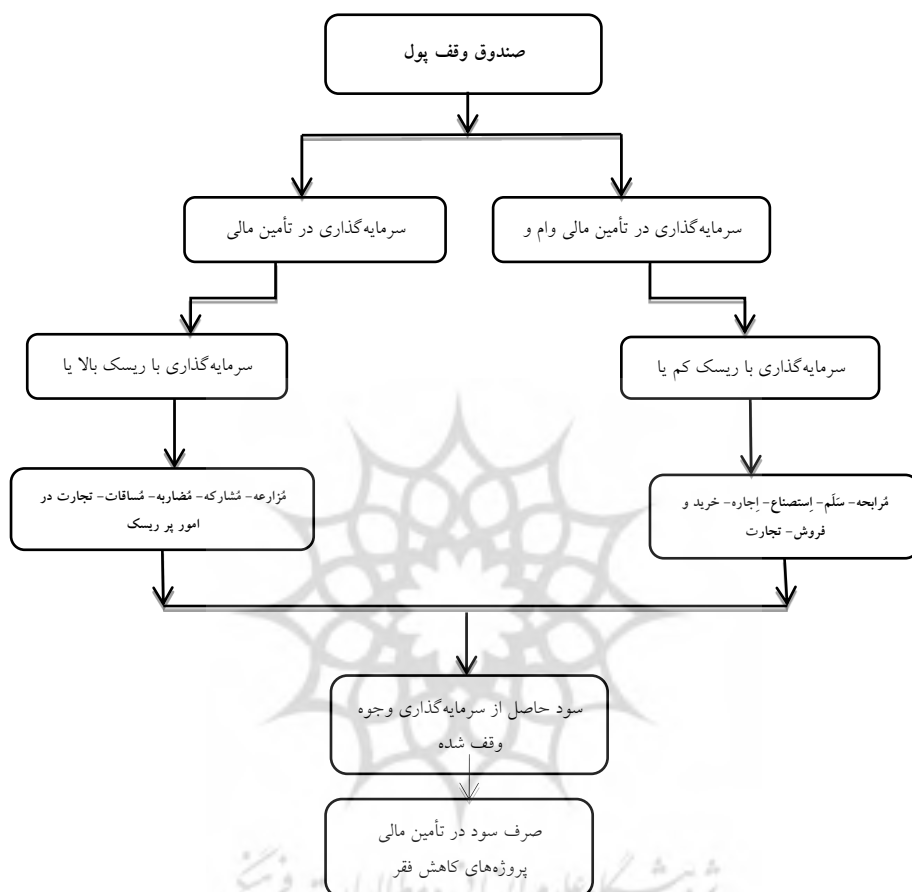 صندوق وقف پول
سرمایه‌گذاری در تأمین مالی وام و
سرمایه‌گذاری در تأمین مالی
سرمایه‌گذاری با ریسک کم یا
سرمایه‌گذاری با ریسک بالا یا
مُرابحه- سَلَم- اِستصناع- اِجاره- خرید و
فروش- تجارت
مُزارعه- مُشارکه- مُضاربه- مُساقات- تجارت در
امور پر ریسک
سود حاصل از سرمایه‌گذاری وجوه
وقف شده
صرف سود در تأمین مالی
پروژه‌های کاهش فقر